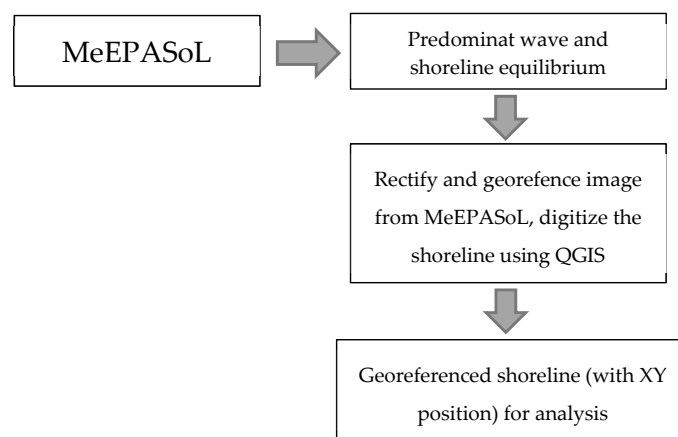 MeEPASoL
Predominat wave and
shoreline equilibrium
Rectify and georefence image
from MeEPASoL, digitize the
shoreline using QGIS
Georeferenced shoreline (with XY
position) for analysis